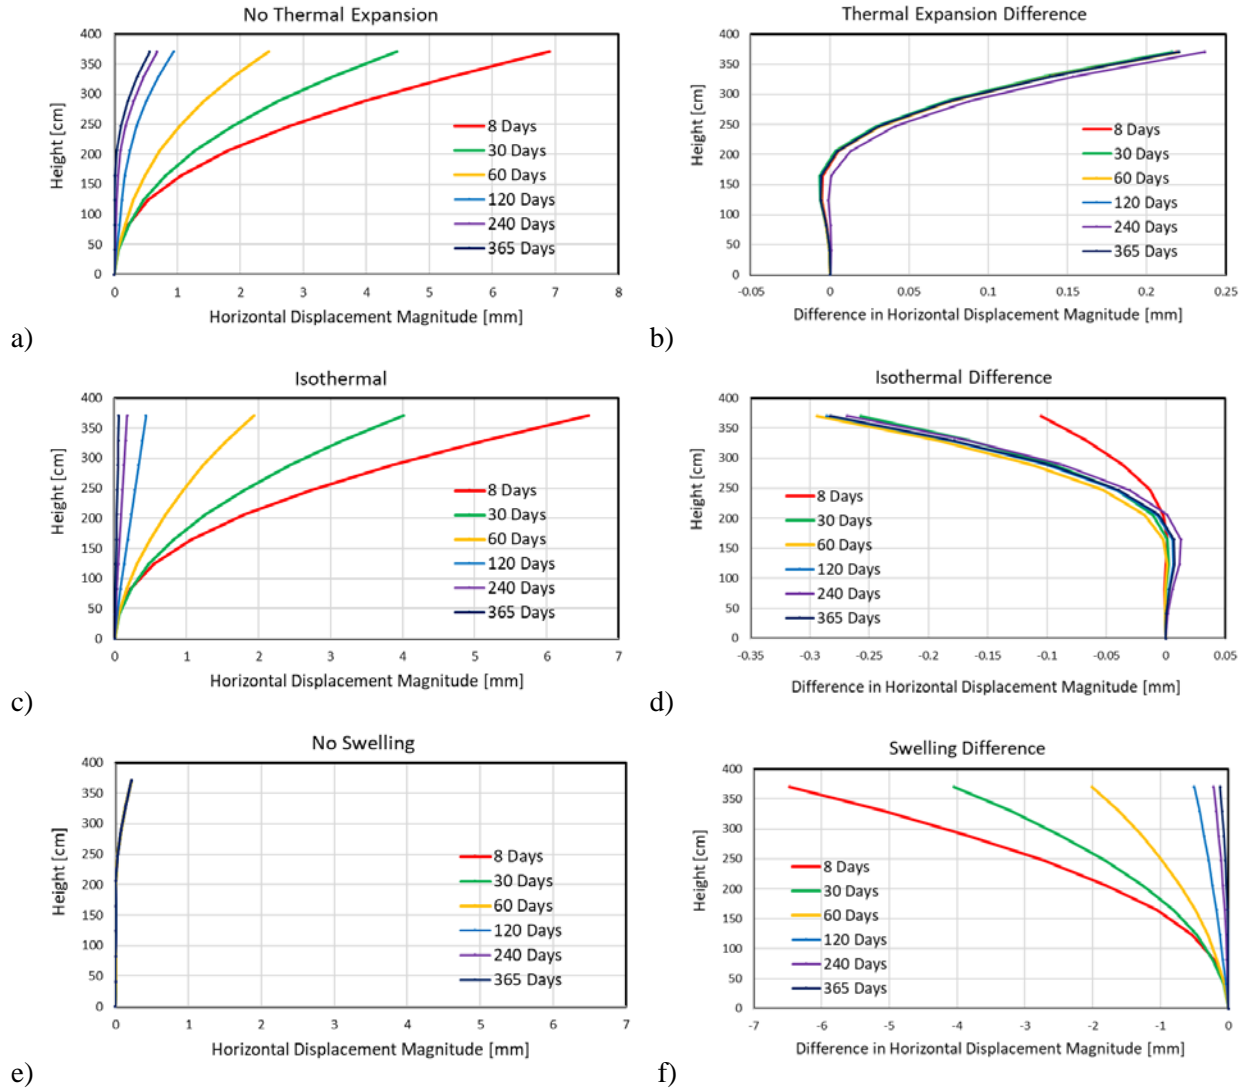 No Thermal Expansion
Height [cm]
400
350
300
250
200
150
100
50
0
8 Days
30 Days
60 Days
120 Days
240 Days
365 Days
0 1 2 3 4 5 6 7 8
Horizontal Displacement Magnitude [mm]
a)
Thermal Expansion Difference
Height [cm]
400
350
300
250
200
150
100
50
0
8 Days
30 Days
60 Days
120 Days
240 Days
365 Days
-0.05 0 0.05 0.1 0.15 0.2 0.25
Difference in Horizontal Displacement Magnitude [mm]
b)
Isothermal
Height [cm]
400
350
300
250
200
150
100
50
0
8 Days
30 Days
60 Days
120 Days
240 Days
365 Days
0 1 2 3 4 5 6 7
Horizontal Displacement Magnitude [mm]
c)
Isothermal Difference
Height [cm]
400
350
300
250
200
150
100
50
0
8 Days
30 Days
60 Days
120 Days
240 Days
365 Days
-0.35 -0.3 -0.25 -0.2 -0.15 -0.1 -0.05 0 0.05
Difference in Horizontal Displacement Magnitude [mm]
d)
No Swelling
Height [cm]
400
350
300
250
200
150
100
50
0
8 Days
30 Days
60 Days
120 Days
240 Days
365 Days
0 1 2 3 4 5 6 7
Horizontal Displacement Magnitude [mm]
e)
Swelling Difference
Height [cm]
400
350
300
250
200
150
100
50
0
8 Days
30 Days
60 Days
120 Days
240 Days
365 Days
-7 -6 -5 -4 -3 -2 -1 0
Difference in Horizontal Displacement Magnitude [mm]
f)